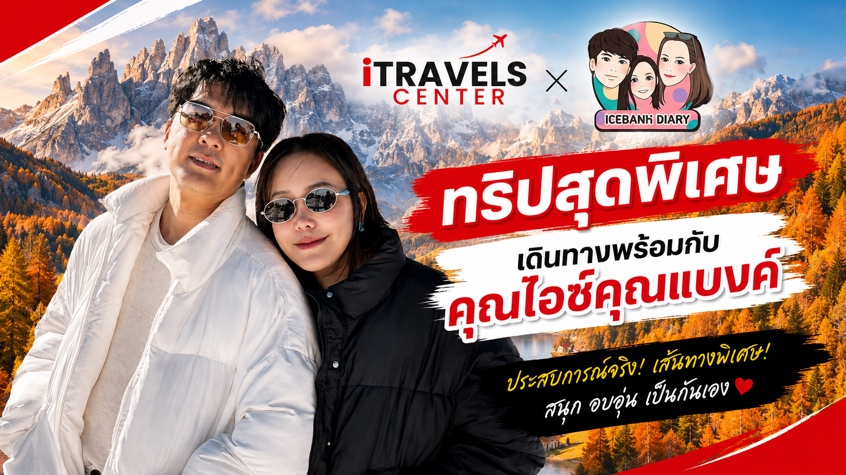 iTRAVELS
CENTER
×
ICEBANK DIARY
ทริปสุดพิเศษ
เดินทางพร้อมกับ
คุณไอซ์คุณแบงค์
ประสบการณ์จริง! เส้นทางพิเศษ!
สนุก อบอุ่น เป็นกันเอง ♥